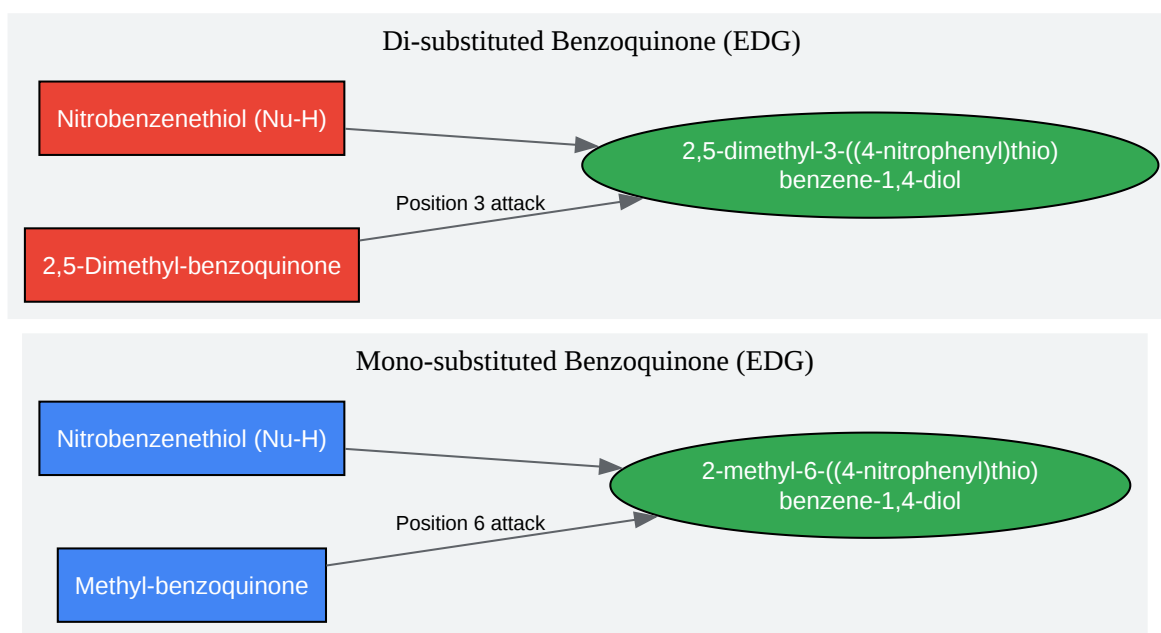 Di-substituted Benzoquinone (EDG)
Nitrobenzenethiol (Nu-H)
2,5-dimethyl-3-((4-nitrophenyl)thio)
benzene-1,4-diol
Position 3 attack
2,5-Dimethyl-benzoquinone
Mono-substituted Benzoquinone (EDG)
Nitrobenzenethiol (Nu-H)
2-methyl-6-((4-nitrophenyl)thio)
benzene-1,4-diol
Position 6 attack
Methyl-benzoquinone